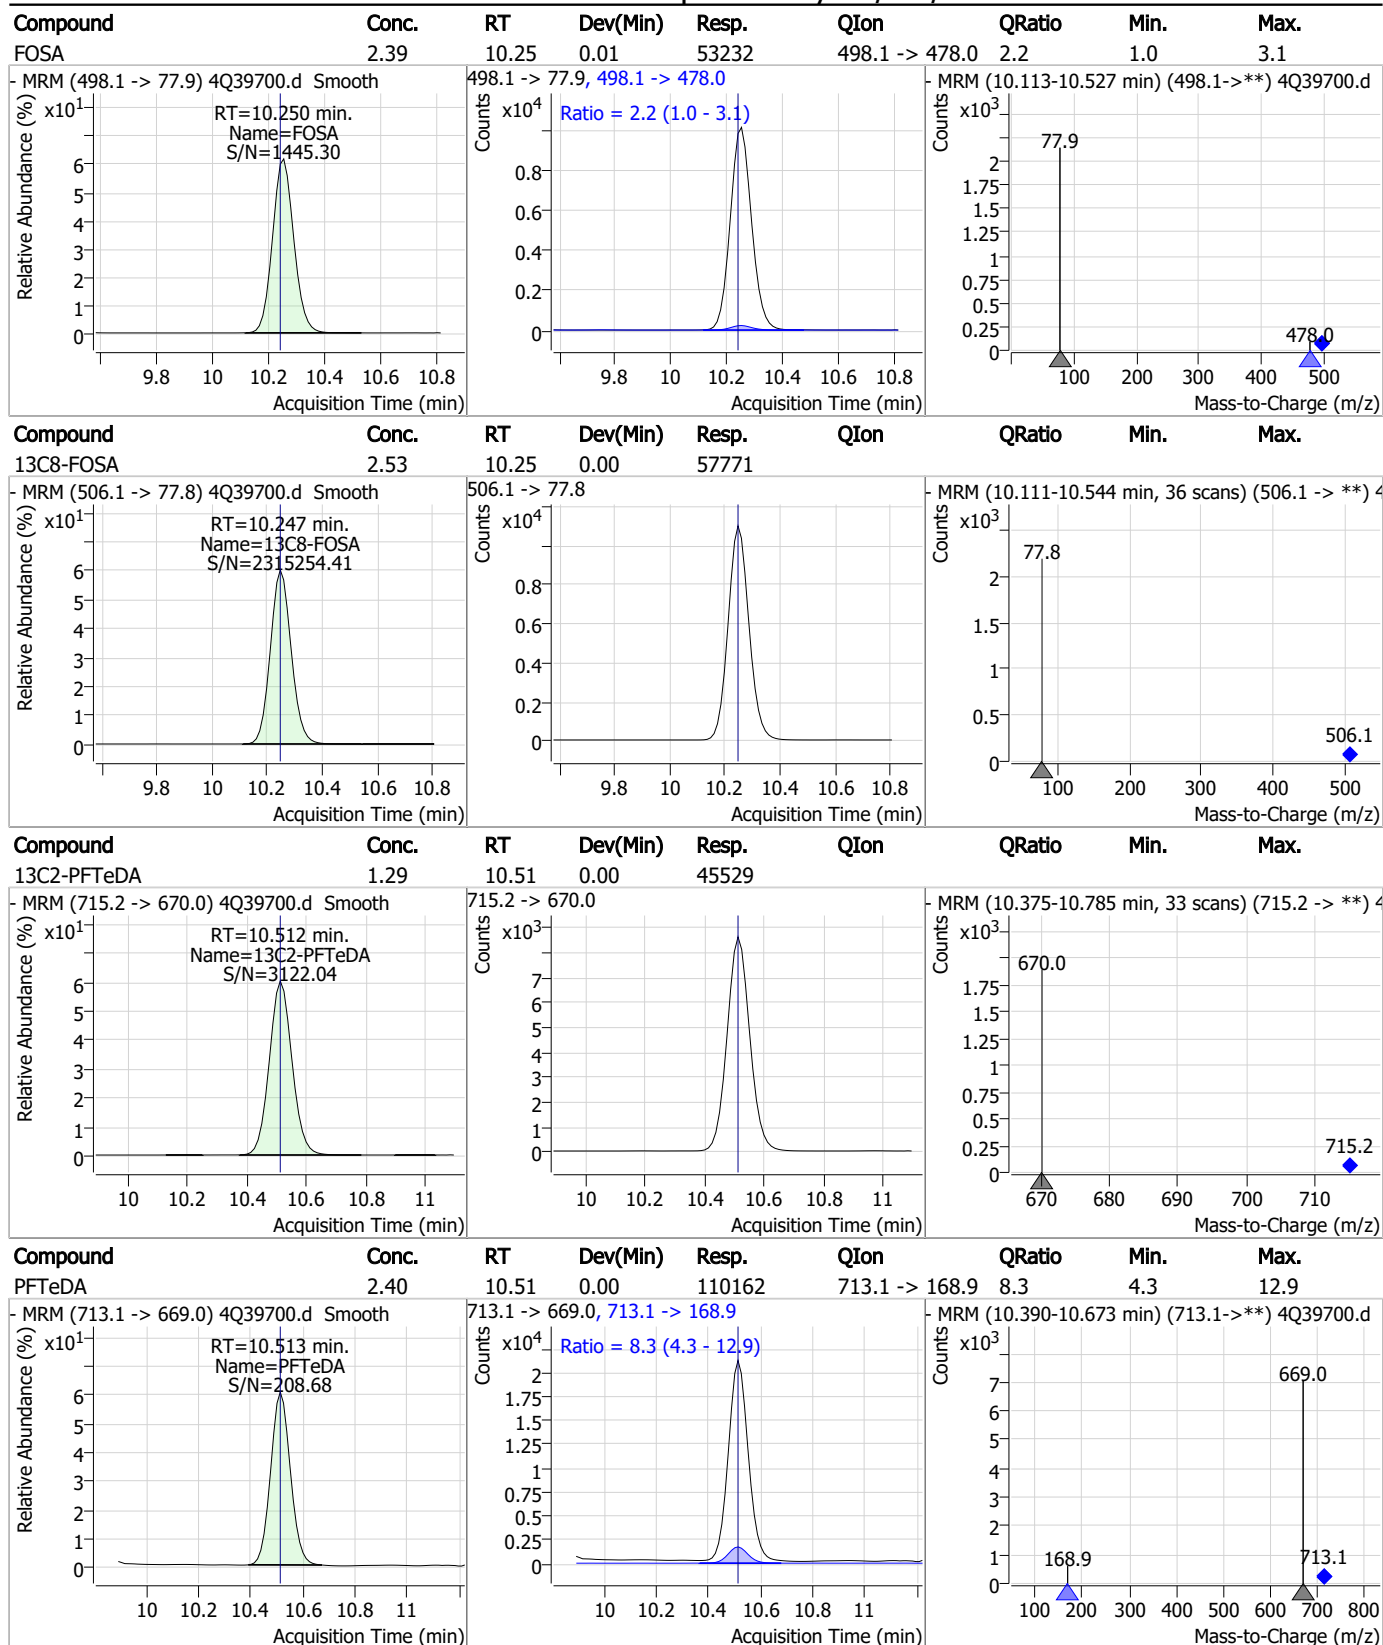 Compound Conc. RT Dev(Min) Resp. QIon QRatio Min. Max.
FOSA 2.39 10.25 0.01 53232 498.1 -> 478.0 2.2 1.0 3.1
- MRM (498.1 -> 77.9) 4Q39700.d Smooth
RT=10.250 min.
Name=FOSA
S/N=1445.30
x10¹
Relative Abundance (%)
6
5
4
3
2
1
0
9.8 10 10.2 10.4 10.6 10.8
Acquisition Time (min)
498.1 -> 77.9, 498.1 -> 478.0
Ratio = 2.2 (1.0 - 3.1)
x10⁴
Counts
0.8
0.6
0.4
0.2
0
9.8 10 10.2 10.4 10.6 10.8
Acquisition Time (min)
- MRM (10.113-10.527 min) (498.1->**) 4Q39700.d
x10³
Counts
77.9
478.0
2
1.75
1.5
1.25
1
0.75
0.5
0.25
0
100 200 300 400 500
Mass-to-Charge (m/z)
Compound Conc. RT Dev(Min) Resp. QIon QRatio Min. Max.
13C8-FOSA 2.53 10.25 0.00 57771
- MRM (506.1 -> 77.8) 4Q39700.d Smooth
RT=10.247 min.
Name=13C8-FOSA
S/N=2315254.41
x10¹
Relative Abundance (%)
6
5
4
3
2
1
0
9.8 10 10.2 10.4 10.6 10.8
Acquisition Time (min)
506.1 -> 77.8
x10⁴
Counts
0.8
0.6
0.4
0.2
0
9.8 10 10.2 10.4 10.6 10.8
Acquisition Time (min)
- MRM (10.111-10.544 min, 36 scans) (506.1 -> **) 4
x10³
Counts
77.8
506.1
2
1.5
1
0.5
0
100 200 300 400 500
Mass-to-Charge (m/z)
Compound Conc. RT Dev(Min) Resp. QIon QRatio Min. Max.
13C2-PFTeDA 1.29 10.51 0.00 45529
- MRM (715.2 -> 670.0) 4Q39700.d Smooth
RT=10.512 min.
Name=13C2-PFTeDA
S/N=3122.04
x10¹
Relative Abundance (%)
6
5
4
3
2
1
0
10 10.2 10.4 10.6 10.8 11
Acquisition Time (min)
715.2 -> 670.0
x10³
Counts
7
6
5
4
3
2
1
0
10 10.2 10.4 10.6 10.8 11
Acquisition Time (min)
- MRM (10.375-10.785 min, 33 scans) (715.2 -> **) 4
x10³
Counts
670.0
715.2
1.75
1.5
1.25
1
0.75
0.5
0.25
0
670 680 690 700 710
Mass-to-Charge (m/z)
Compound Conc. RT Dev(Min) Resp. QIon QRatio Min. Max.
PFTeDA 2.40 10.51 0.00 110162 713.1 -> 168.9 8.3 4.3 12.9
- MRM (713.1 -> 669.0) 4Q39700.d Smooth
RT=10.513 min.
Name=PFTeDA
S/N=208.68
x10¹
Relative Abundance (%)
6
5
4
3
2
1
0
10 10.2 10.4 10.6 10.8 11
Acquisition Time (min)
713.1 -> 669.0, 713.1 -> 168.9
Ratio = 8.3 (4.3 - 12.9)
x10⁴
Counts
2
1.75
1.5
1.25
1
0.75
0.5
0.25
0
10 10.2 10.4 10.6 10.8 11
Acquisition Time (min)
- MRM (10.390-10.673 min) (713.1->**) 4Q39700.d
x10³
Counts
669.0
168.9
713.1
7
6
5
4
3
2
1
0
100 200 300 400 500 600 700 800
Mass-to-Charge (m/z)